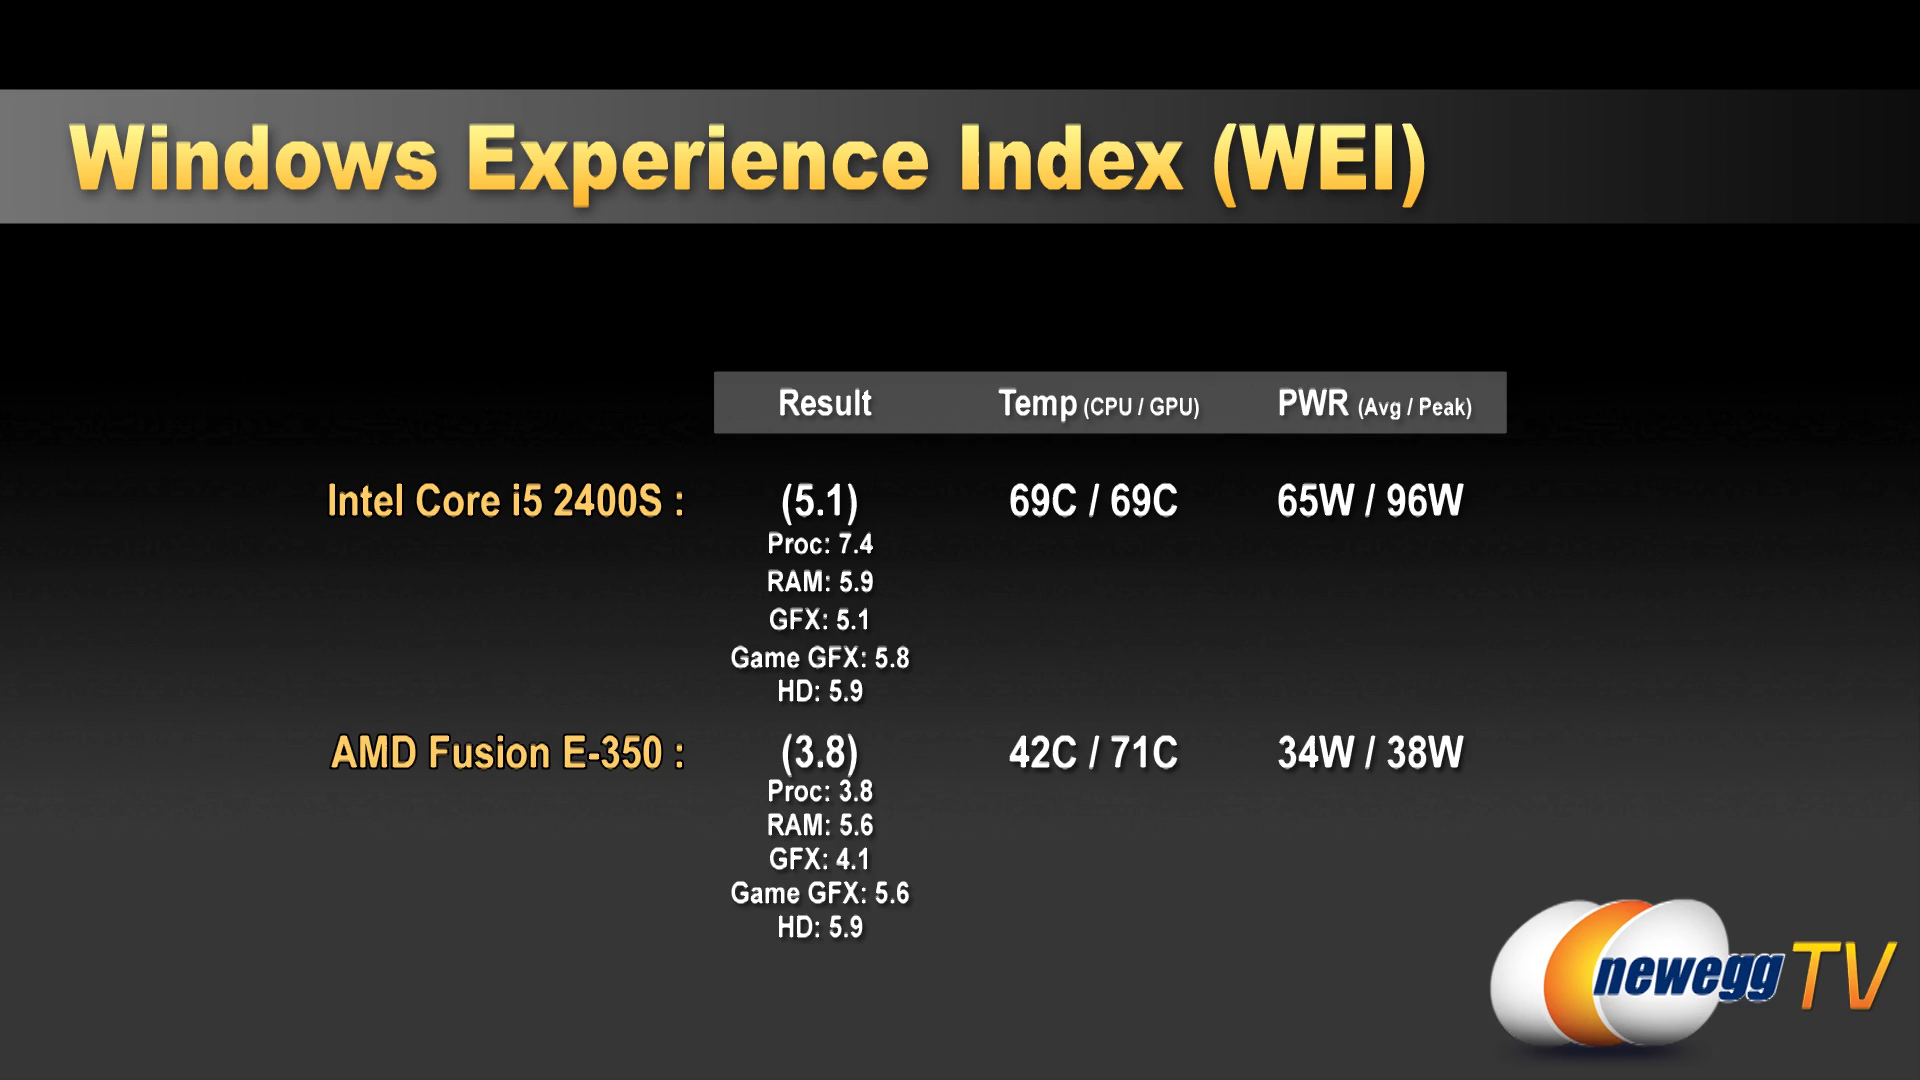 Windows Experience Index (WEI)
Result Temp (CPU / GPU) PWR (Avg / Peak)
Intel Core i5 2400S : (5.1) 69C / 69C 65W / 96W
Proc: 7.4
RAM: 5.9
GFX: 5.1
Game GFX: 5.8
HD: 5.9
AMD Fusion E-350 : (3.8) 42C / 71C 34W / 38W
Proc: 3.8
RAM: 5.6
GFX: 4.1
Game GFX: 5.6
HD: 5.9
newegg TV